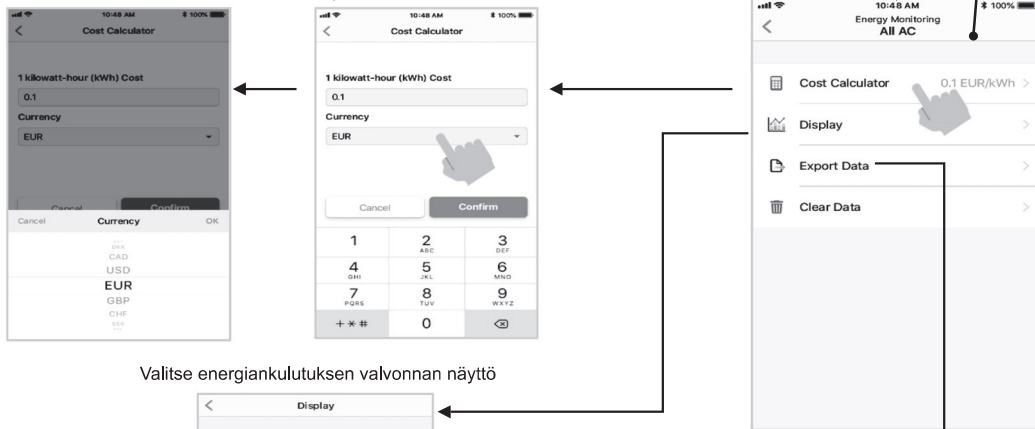 10:48 AM
100%
Cost Calculator
1 kilowatt-hour (kWh) Cost
0.1
Currency
EUR
Cancel
Confirm
Cancel
Currency
OK
DKK
CAD
USD
EUR
GBP
CHF
SEK
10:48 AM
100%
Cost Calculator
1 kilowatt-hour (kWh) Cost
0.1
Currency
EUR
Cancel
Confirm
1
2 ABC
3 DEF
4 GHI
5 JKL
6 MNO
7 PQRS
8 TUV
9 WXYZ
+ * #
0
10:48 AM
100%
Energy Monitoring
All AC
Cost Calculator 0.1 EUR/kWh >
Display >
Export Data
Clear Data >
Valitse energiankulutuksen valvonnan näyttö
Display